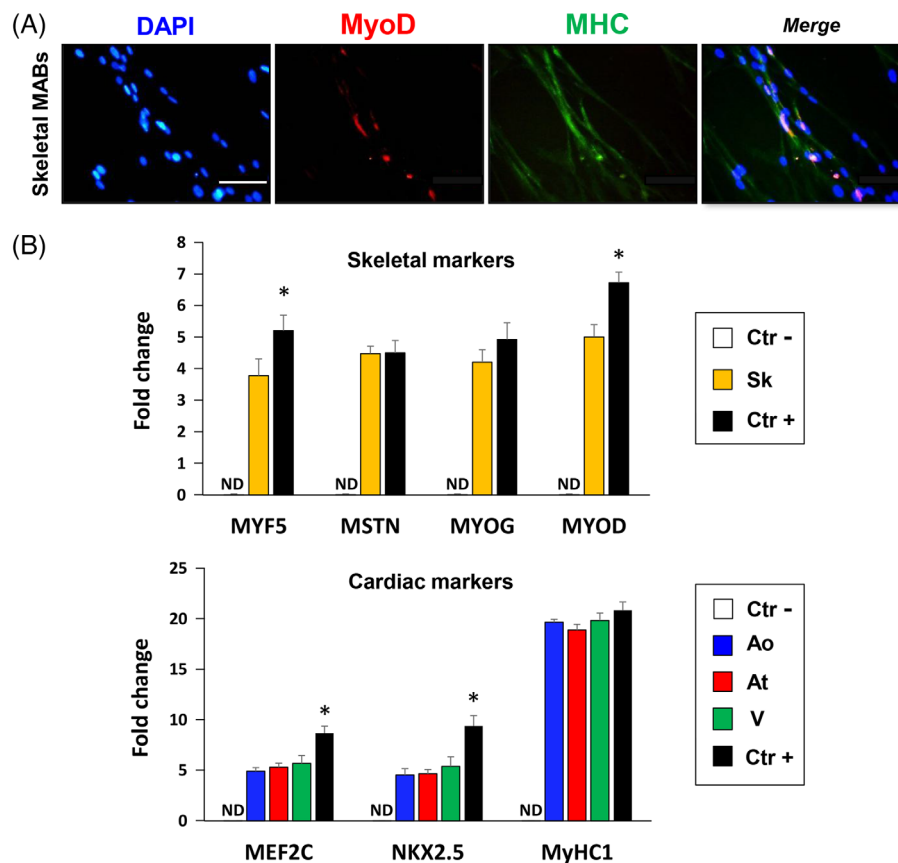 (A)
DAPI MyoD MHC Merge
Skeletal MABs
(B)
Skeletal markers
Fold change
8
7
6
5
4
3
2
1
0
* *
ND ND ND ND
MYF5 MSTN MYOG MYOD
Ctr -
Sk
Ctr +
Cardiac markers
Fold change
25
20
15
10
5
0
* *
ND ND ND
MEF2C NKX2.5 MyHC1
Ctr -
Ao
At
V
Ctr +